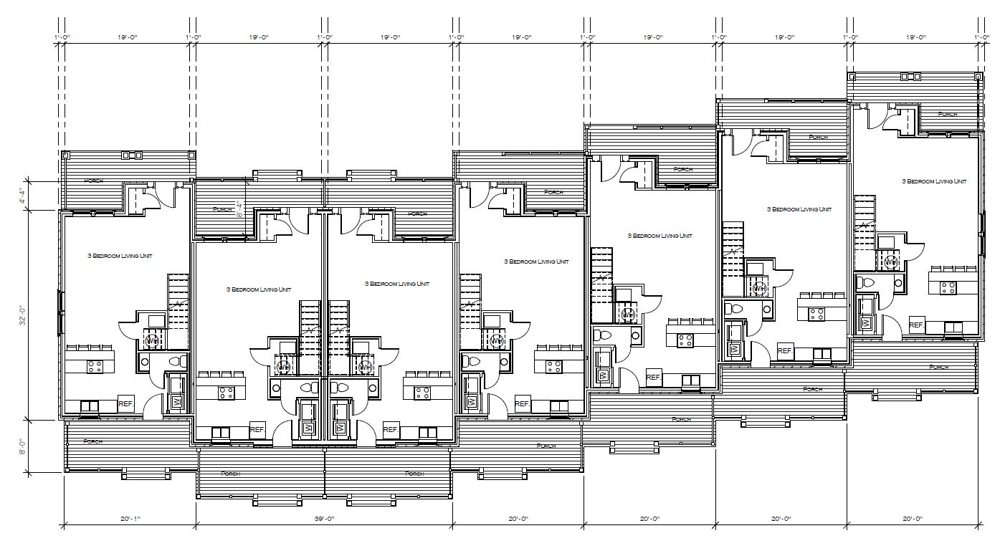 1'-0" 19'-0" 1'-0" 19'-0" 1'-0" 19'-0" 1'-0" 19'-0" 1'-0" 19'-0" 1'-0" 19'-0" 1'-0" 19'-0" 1'-0"
PORCH
PORCH
PORCH
PORCH
PORCH
3 BEDROOM LIVING UNIT
4'-4"
PORCH
8'-4"
PORCH
3 BEDROOM LIVING UNIT
3 BEDROOM LIVING UNIT
3 BEDROOM LIVING UNIT
3 BEDROOM LIVING UNIT
WH
3 BEDROOM LIVING UNIT
3 BEDROOM LIVING UNIT
WH
32'-0"
WH
W
REF.
WH
WH
W
REF.
WH
WH
PORCH
W
REF.
PORCH
W
REF.
W
REF.
PORCH
W
REF.
W
REF.
8'-0"
PORCH
PORCH
PORCH
PORCH
20'-1" 39'-0" 20'-0" 20'-0" 20'-0" 20'-0"